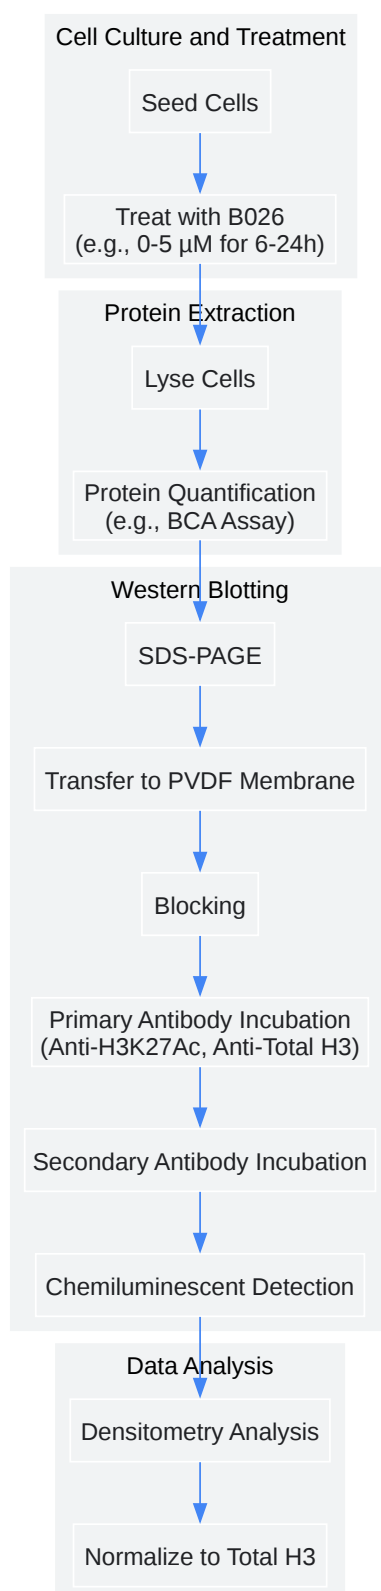 Cell Culture and Treatment
Seed Cells
Treat with B026
(e.g., 0-5 µM for 6-24h)
Protein Extraction
Lyse Cells
Protein Quantification
(e.g., BCA Assay)
Western Blotting
SDS-PAGE
Transfer to PVDF Membrane
Blocking
Primary Antibody Incubation
(Anti-H3K27Ac, Anti-Total H3)
Secondary Antibody Incubation
Chemiluminescent Detection
Data Analysis
Densitometry Analysis
Normalize to Total H3